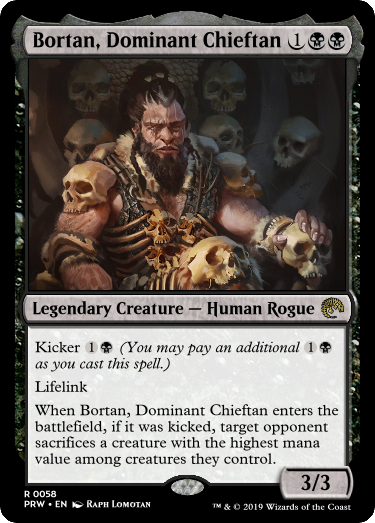 Bortan, Dominant Chieftan 1
Legendary Creature — Human Rogue
Kicker 1 (You may pay an additional 1
as you cast this spell.)
Lifelink
When Bortan, Dominant Chieftan enters the
battlefield, if it was kicked, target opponent
sacrifices a creature with the highest mana
value among creatures they control.
3/3
R 0058
PRW • EN Raph Lomotan
™ & © 2019 Wizards of the Coast